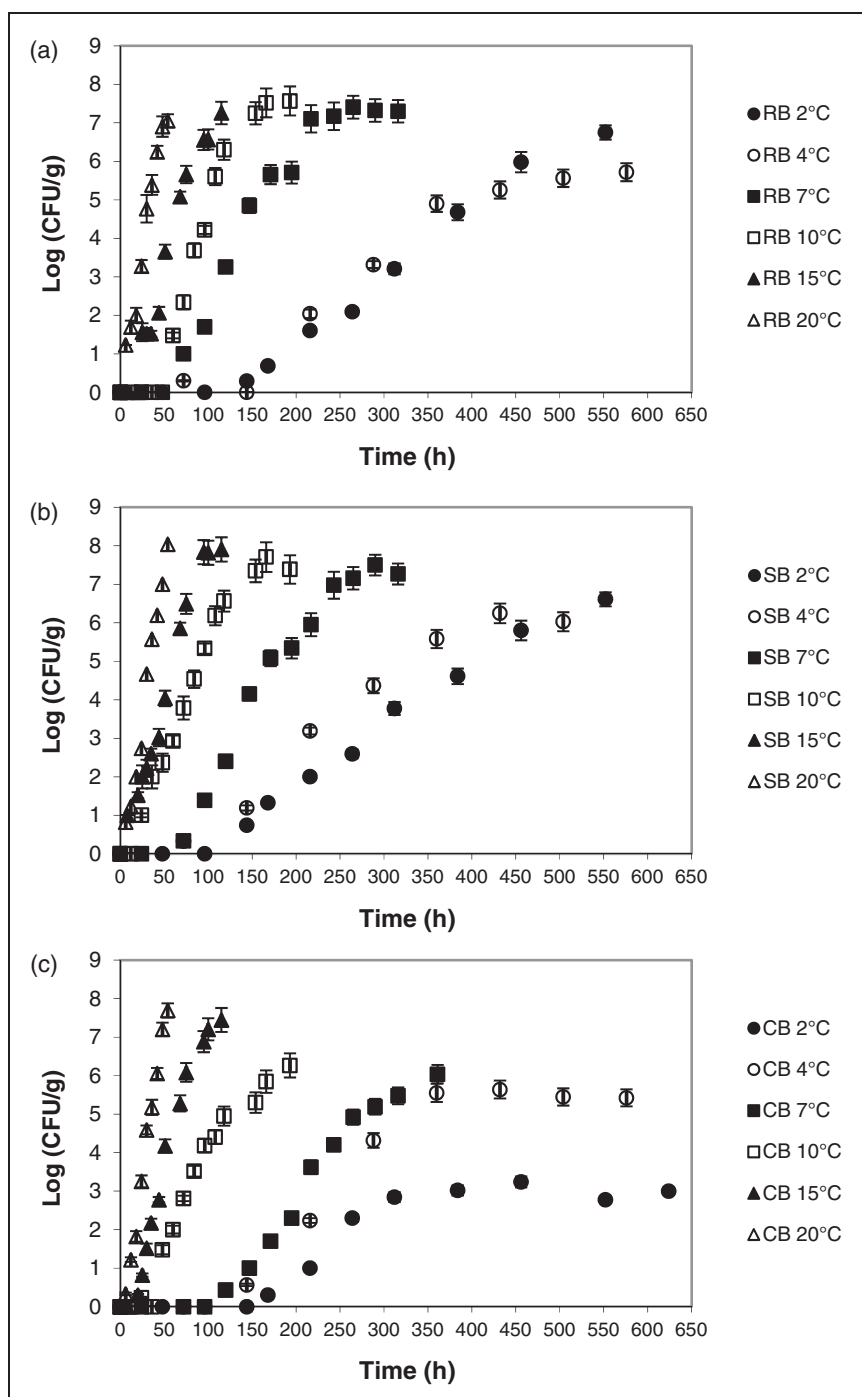 (a)
9
8
7
6
5
4
3
2
1
0
Log (CFU/g)
0 50 100 150 200 250 300 350 400 450 500 550 600 650
Time (h)
RB 2°C
RB 4°C
RB 7°C
RB 10°C
RB 15°C
RB 20°C
(b)
9
8
7
6
5
4
3
2
1
0
Log (CFU/g)
0 50 100 150 200 250 300 350 400 450 500 550 600 650
Time (h)
SB 2°C
SB 4°C
SB 7°C
SB 10°C
SB 15°C
SB 20°C
(c)
9
8
7
6
5
4
3
2
1
0
Log (CFU/g)
0 50 100 150 200 250 300 350 400 450 500 550 600 650
Time (h)
CB 2°C
CB 4°C
CB 7°C
CB 10°C
CB 15°C
CB 20°C